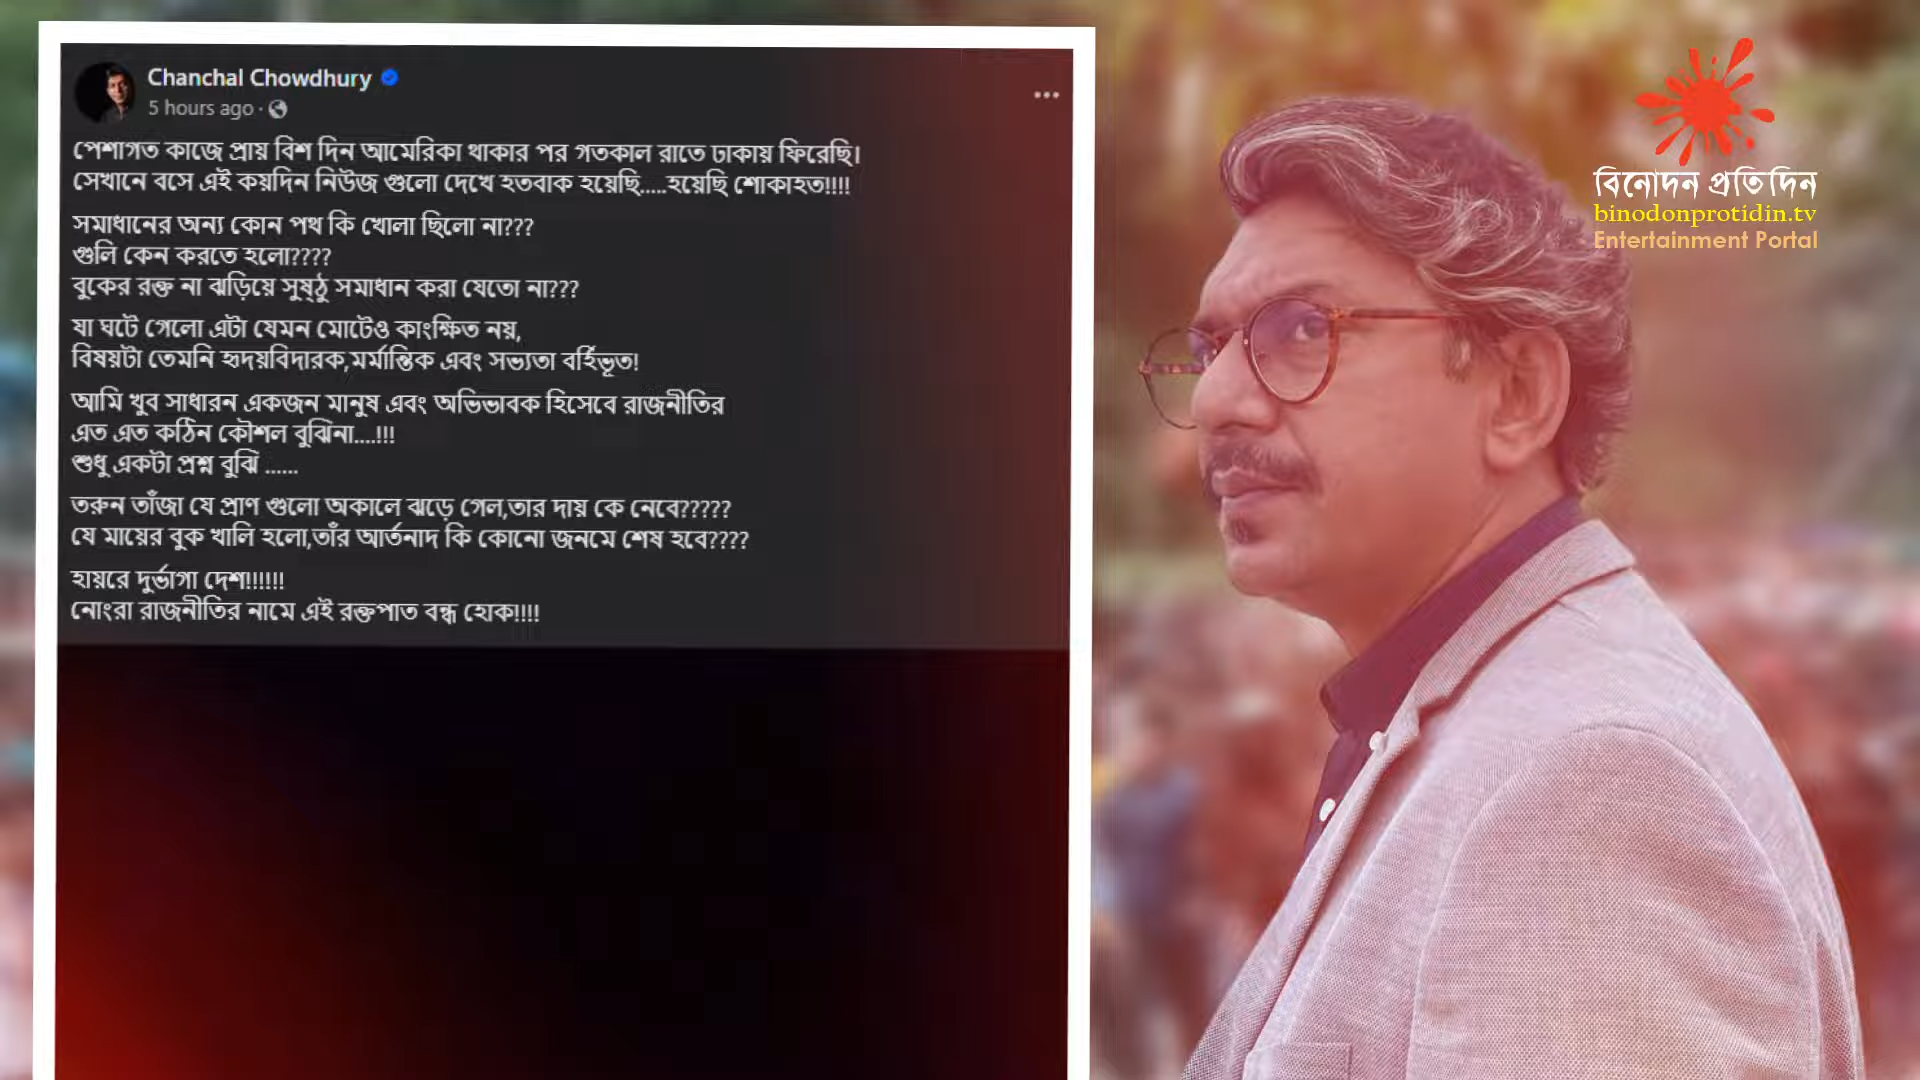 Chanchal Chowdhury
5 hours ago ·
পেশাগত কাজে প্রায় বিশ দিন আমেরিকা থাকার পর গতকাল রাতে ঢাকায় ফিরেছি।
সেখানে বসে এই কয়দিন নিউজ গুলো দেখে হতবাক হয়েছি.....হয়েছি শোকাহত!!!!
সমাধানের অন্য কোন পথ কি খোলা ছিলো না???
গুলি কেন করতে হলো????
বুকের রক্ত না ঝড়িয়ে সুষ্ঠু সমাধান করা যেতো না???
যা ঘটে গেলো এটা যেমন মোটেও কাংক্ষিত নয়,
বিষয়টা তেমনি হৃদয়বিদারক,মর্মান্তিক এবং সভ্যতা বর্হিভূত!
আমি খুব সাধারন একজন মানুষ এবং অভিভাবক হিসেবে রাজনীতির
এত এত কঠিন কৌশল বুঝিনা....!!!
শুধু একটা প্রশ্ন বুঝি ......
তরুন তাঁজা যে প্রাণ গুলো অকালে ঝড়ে গেল,তার দায় কে নেবে?????
যে মায়ের বুক খালি হলো,তাঁর আর্তনাদ কি কোনো জনমে শেষ হবে????
হায়রে দুর্ভাগা দেশ!!!!!!
নোংরা রাজনীতির নামে এই রক্তপাত বন্ধ হোক!!!!
বিনোদন প্রতিদিন
binodonprotidin.tv
Entertainment Portal